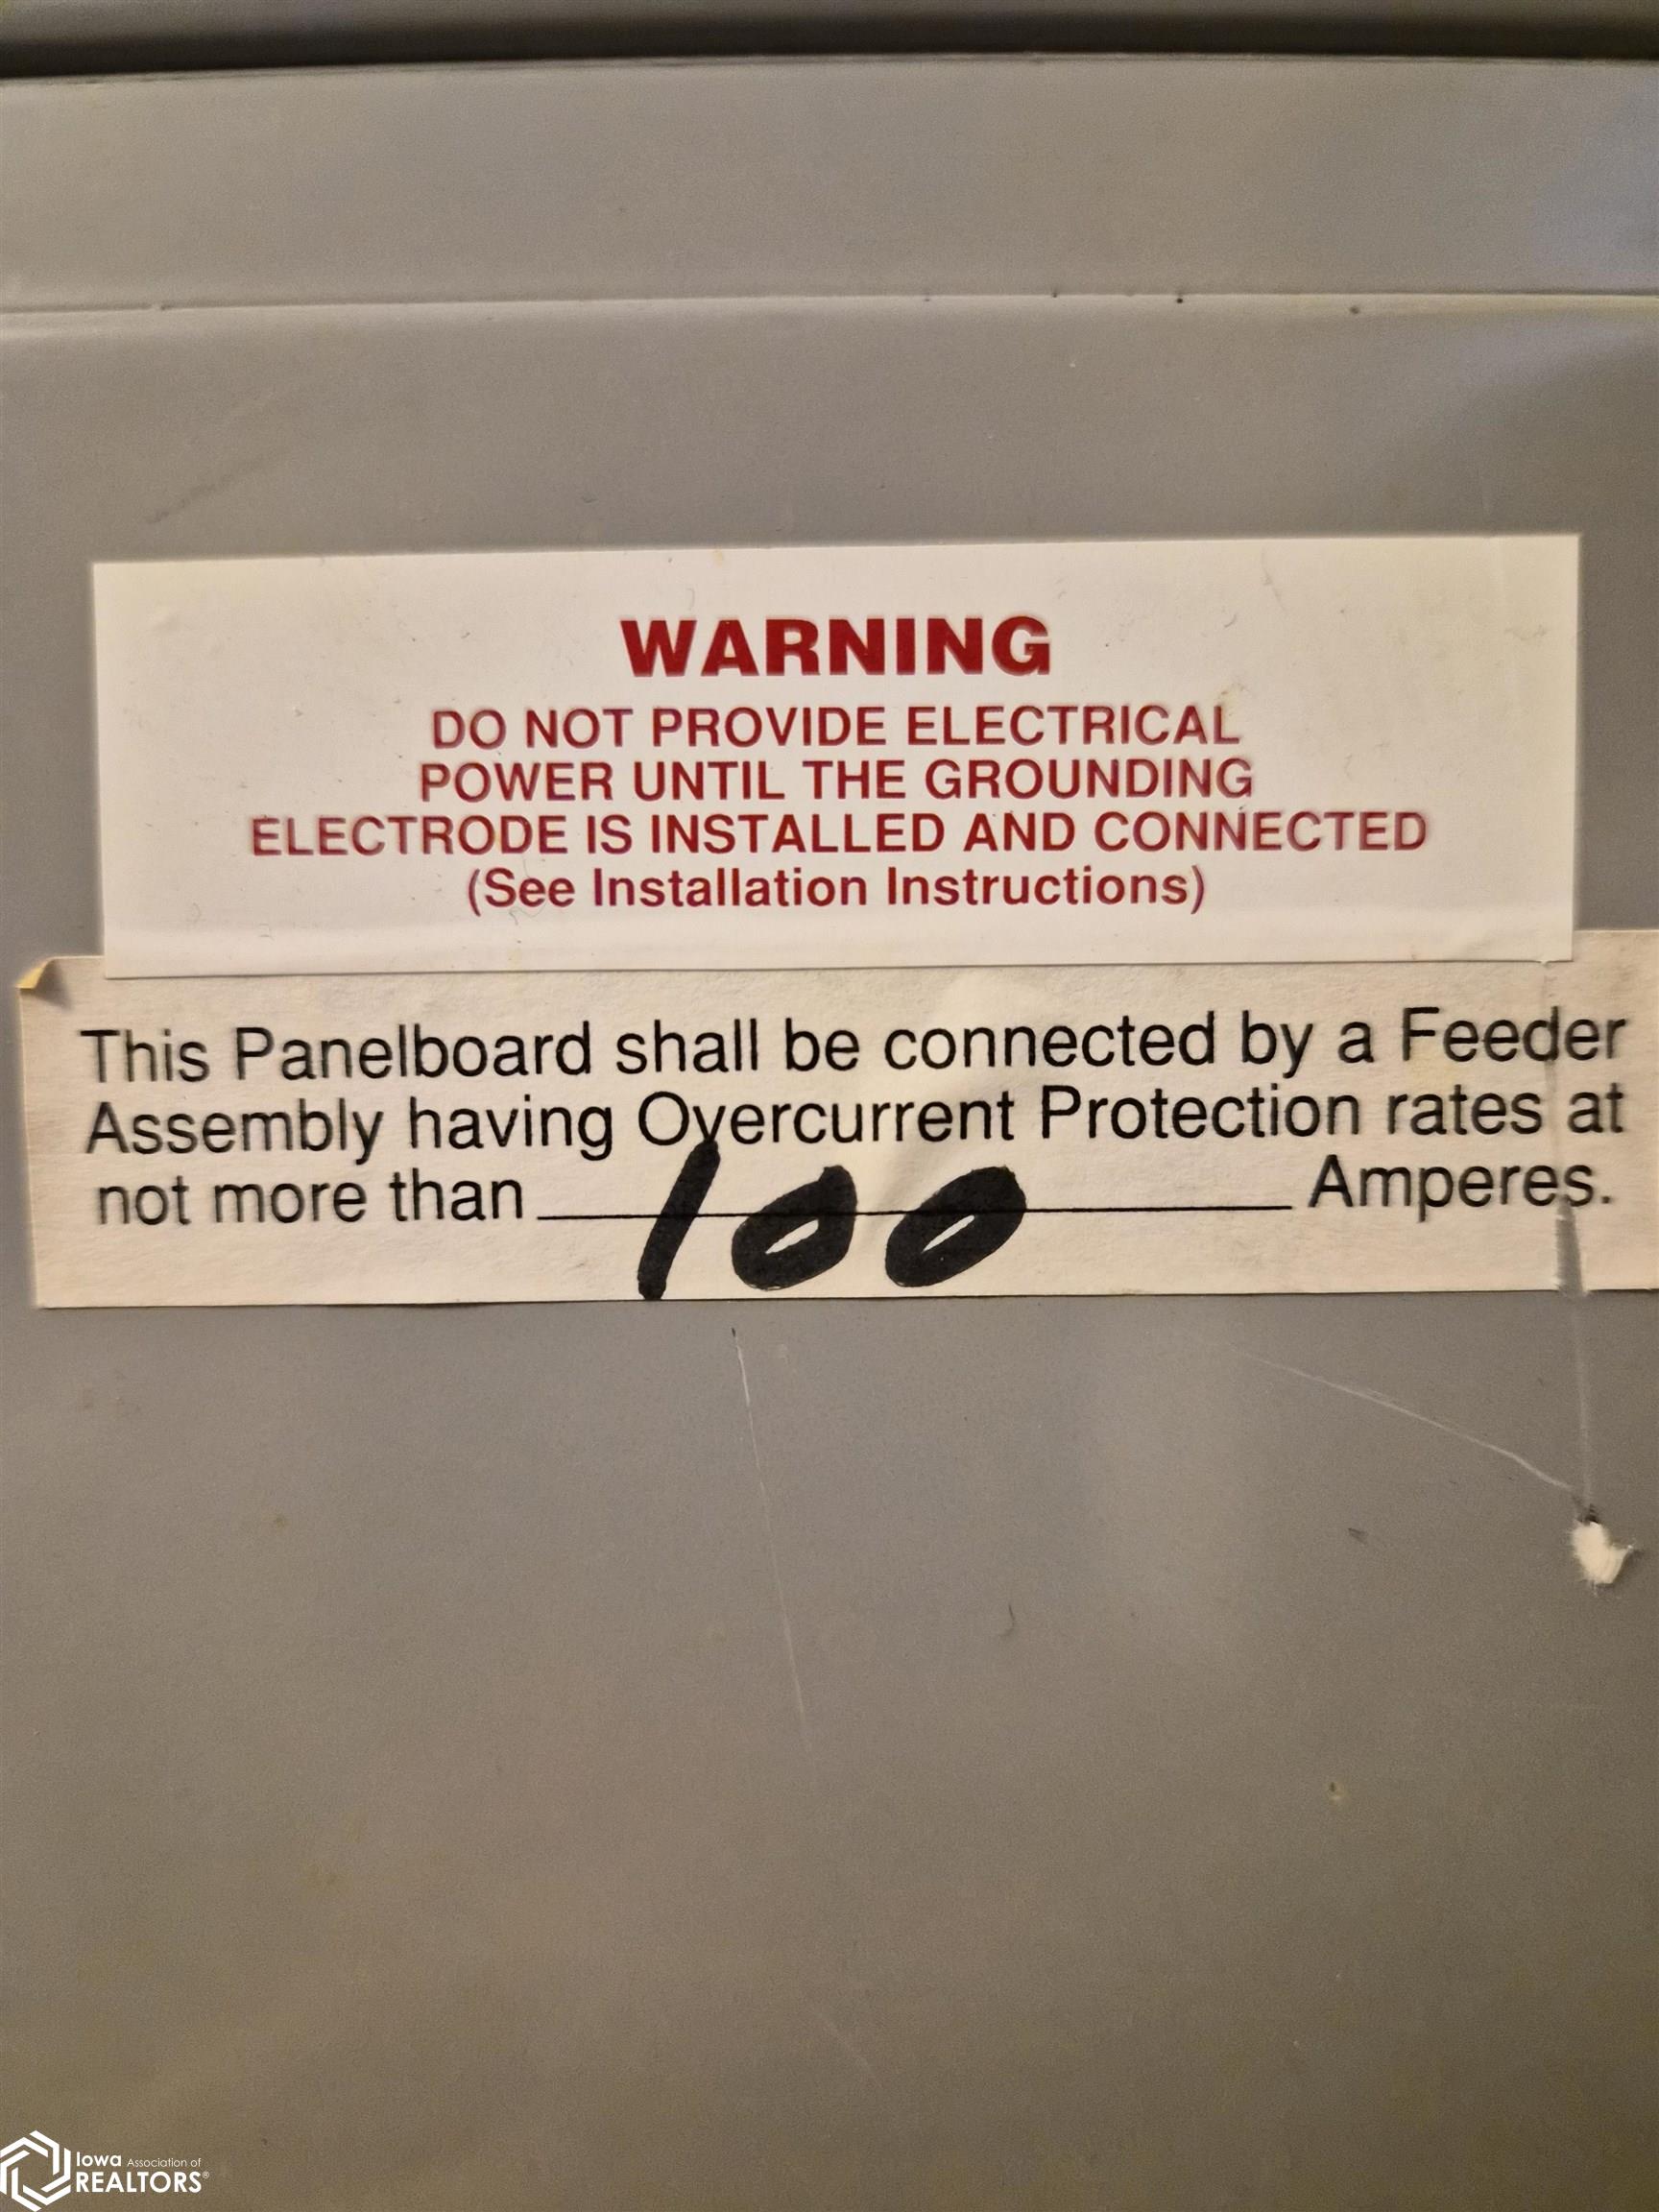 WARNING
DO NOT PROVIDE ELECTRICAL
POWER UNTIL THE GROUNDING
ELECTRODE IS INSTALLED AND CONNECTED
(See Installation Instructions)
This Panelboard shall be connected by a Feeder
Assembly having Overcurrent Protection rates at
not more than 100 Amperes.
Iowa Association of
REALTORS®